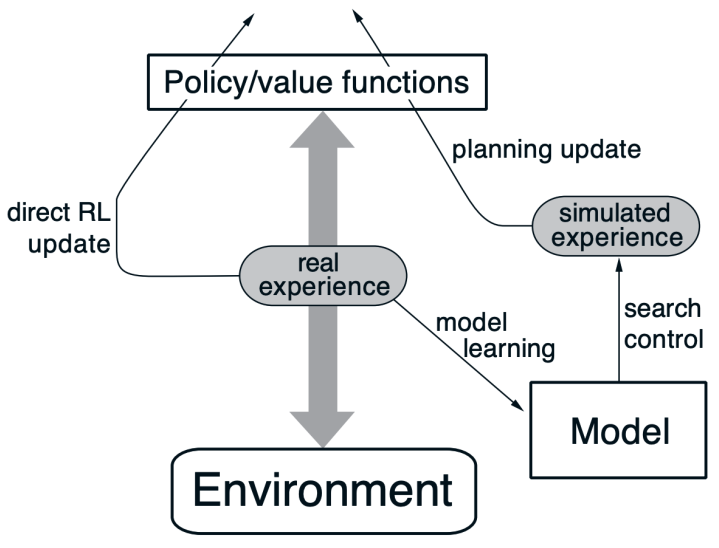 Policy/value functions
planning update
direct RL
update
simulated
experience
real
experience
search
control
model
learning
Model
Environment